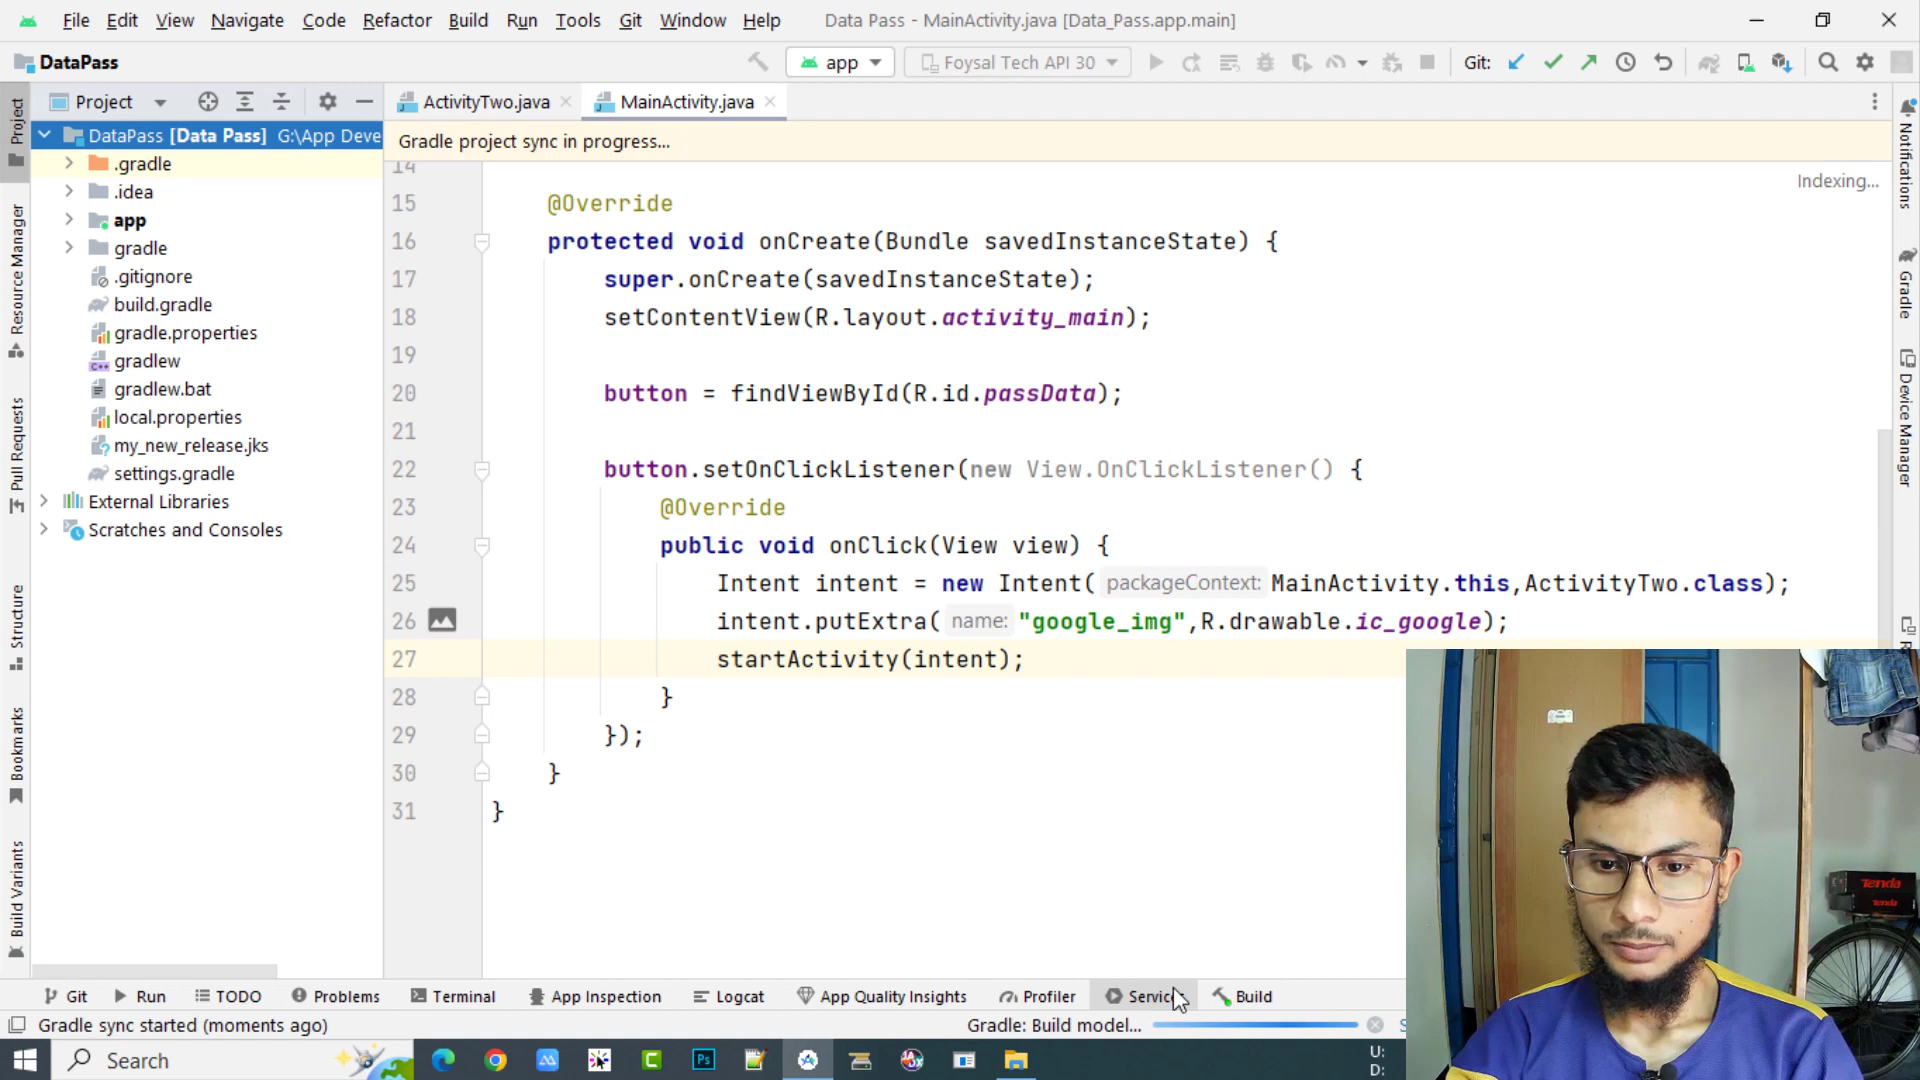 File Edit View Navigate Code Refactor Build Run Tools Git Window Help Data Pass - MainActivity.java [Data_Pass.app.main]
DataPass app Foysal Tech API 30 Git:
Project ActivityTwo.java MainActivity.java
DataPass [Data Pass] G:\App Deve
.gradle
.idea
app
gradle
.gitignore
build.gradle
gradle.properties
gradlew
gradlew.bat
local.properties
my_new_release.jks
settings.gradle
External Libraries
Scratches and Consoles
Project
Resource Manager
Pull Requests
Structure
Bookmarks
Build Variants
Gradle project sync in progress...
Indexing...
14
15 @Override
16 protected void onCreate(Bundle savedInstanceState) {
17 super.onCreate(savedInstanceState);
18 setContentView(R.layout.activity_main);
19
20 button = findViewById(R.id.passData);
21
22 button.setOnClickListener(new View.OnClickListener() {
23 @Override
24 public void onClick(View view) {
25 Intent intent = new Intent( packageContext: MainActivity.this,ActivityTwo.class);
26 intent.putExtra( name: "google_img",R.drawable.ic_google);
27 startActivity(intent);
28 }
29 });
30 }
31 }
Notifications
Gradle
Device Manager
Tenda
Git Run TODO Problems Terminal App Inspection Logcat App Quality Insights Profiler Build
Gradle sync started (moments ago) Gradle: Build model...
Search Ps U:
D: